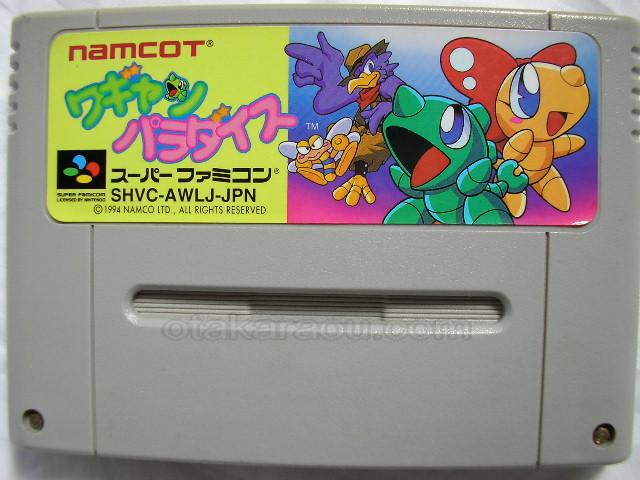 namcot®
ワギャン
パラダイス
TM
スーパーファミコン®
SUPER FAMICOM
LICENSED BY NINTENDO
SHVC-AWLJ-JPN
©1994 NAMCO LTD., ALL RIGHTS RESERVED
otakaraou.com